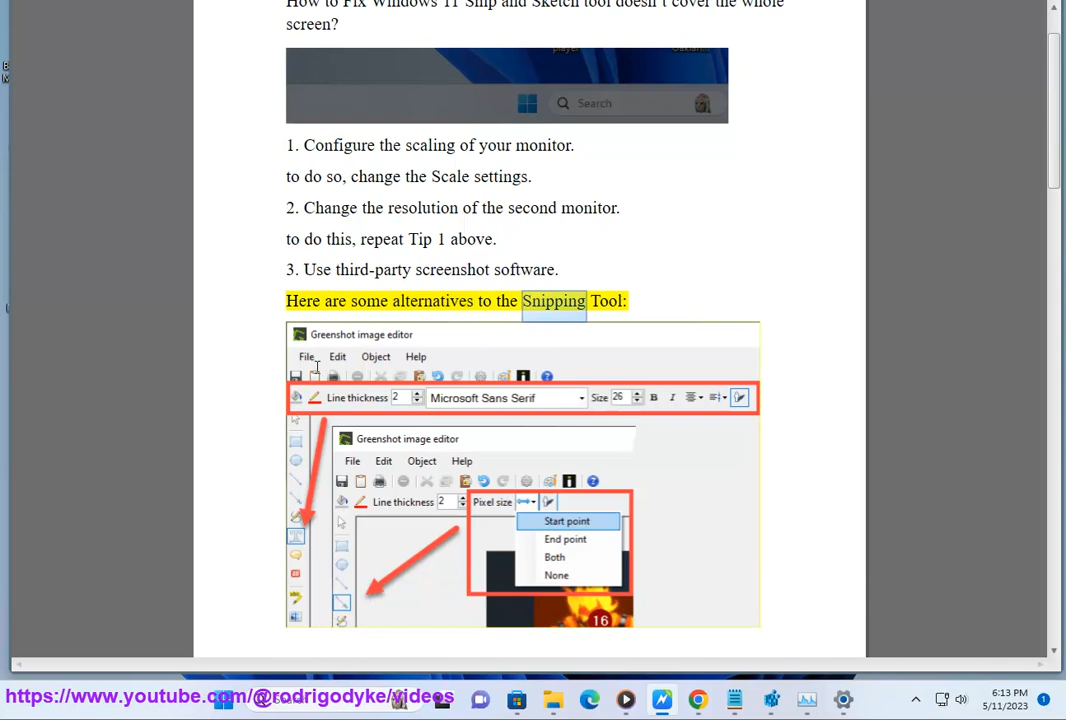 How to Fix Windows 11 Snip and Sketch tool doesn't cover the whole
screen?
player
Search
1. Configure the scaling of your monitor.
to do so, change the Scale settings.
2. Change the resolution of the second monitor.
to do this, repeat Tip 1 above.
3. Use third-party screenshot software.
Here are some alternatives to the Snipping Tool:
Greenshot image editor
File Edit Object Help
Line thickness 2 Microsoft Sans Serif Size 26 B I
Greenshot image editor
File Edit Object Help
Line thickness 2 Pixel size
Start point
End point
Both
None
16
https://www.youtube.com/@rodrigodyke/videos
6:13 PM
5/11/2023
1